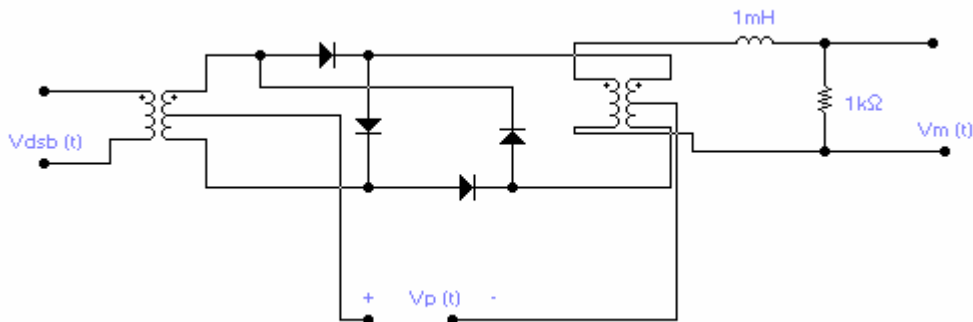 1mH
1kΩ
Vdsb (t)
Vm (t)
+ Vp (t) -